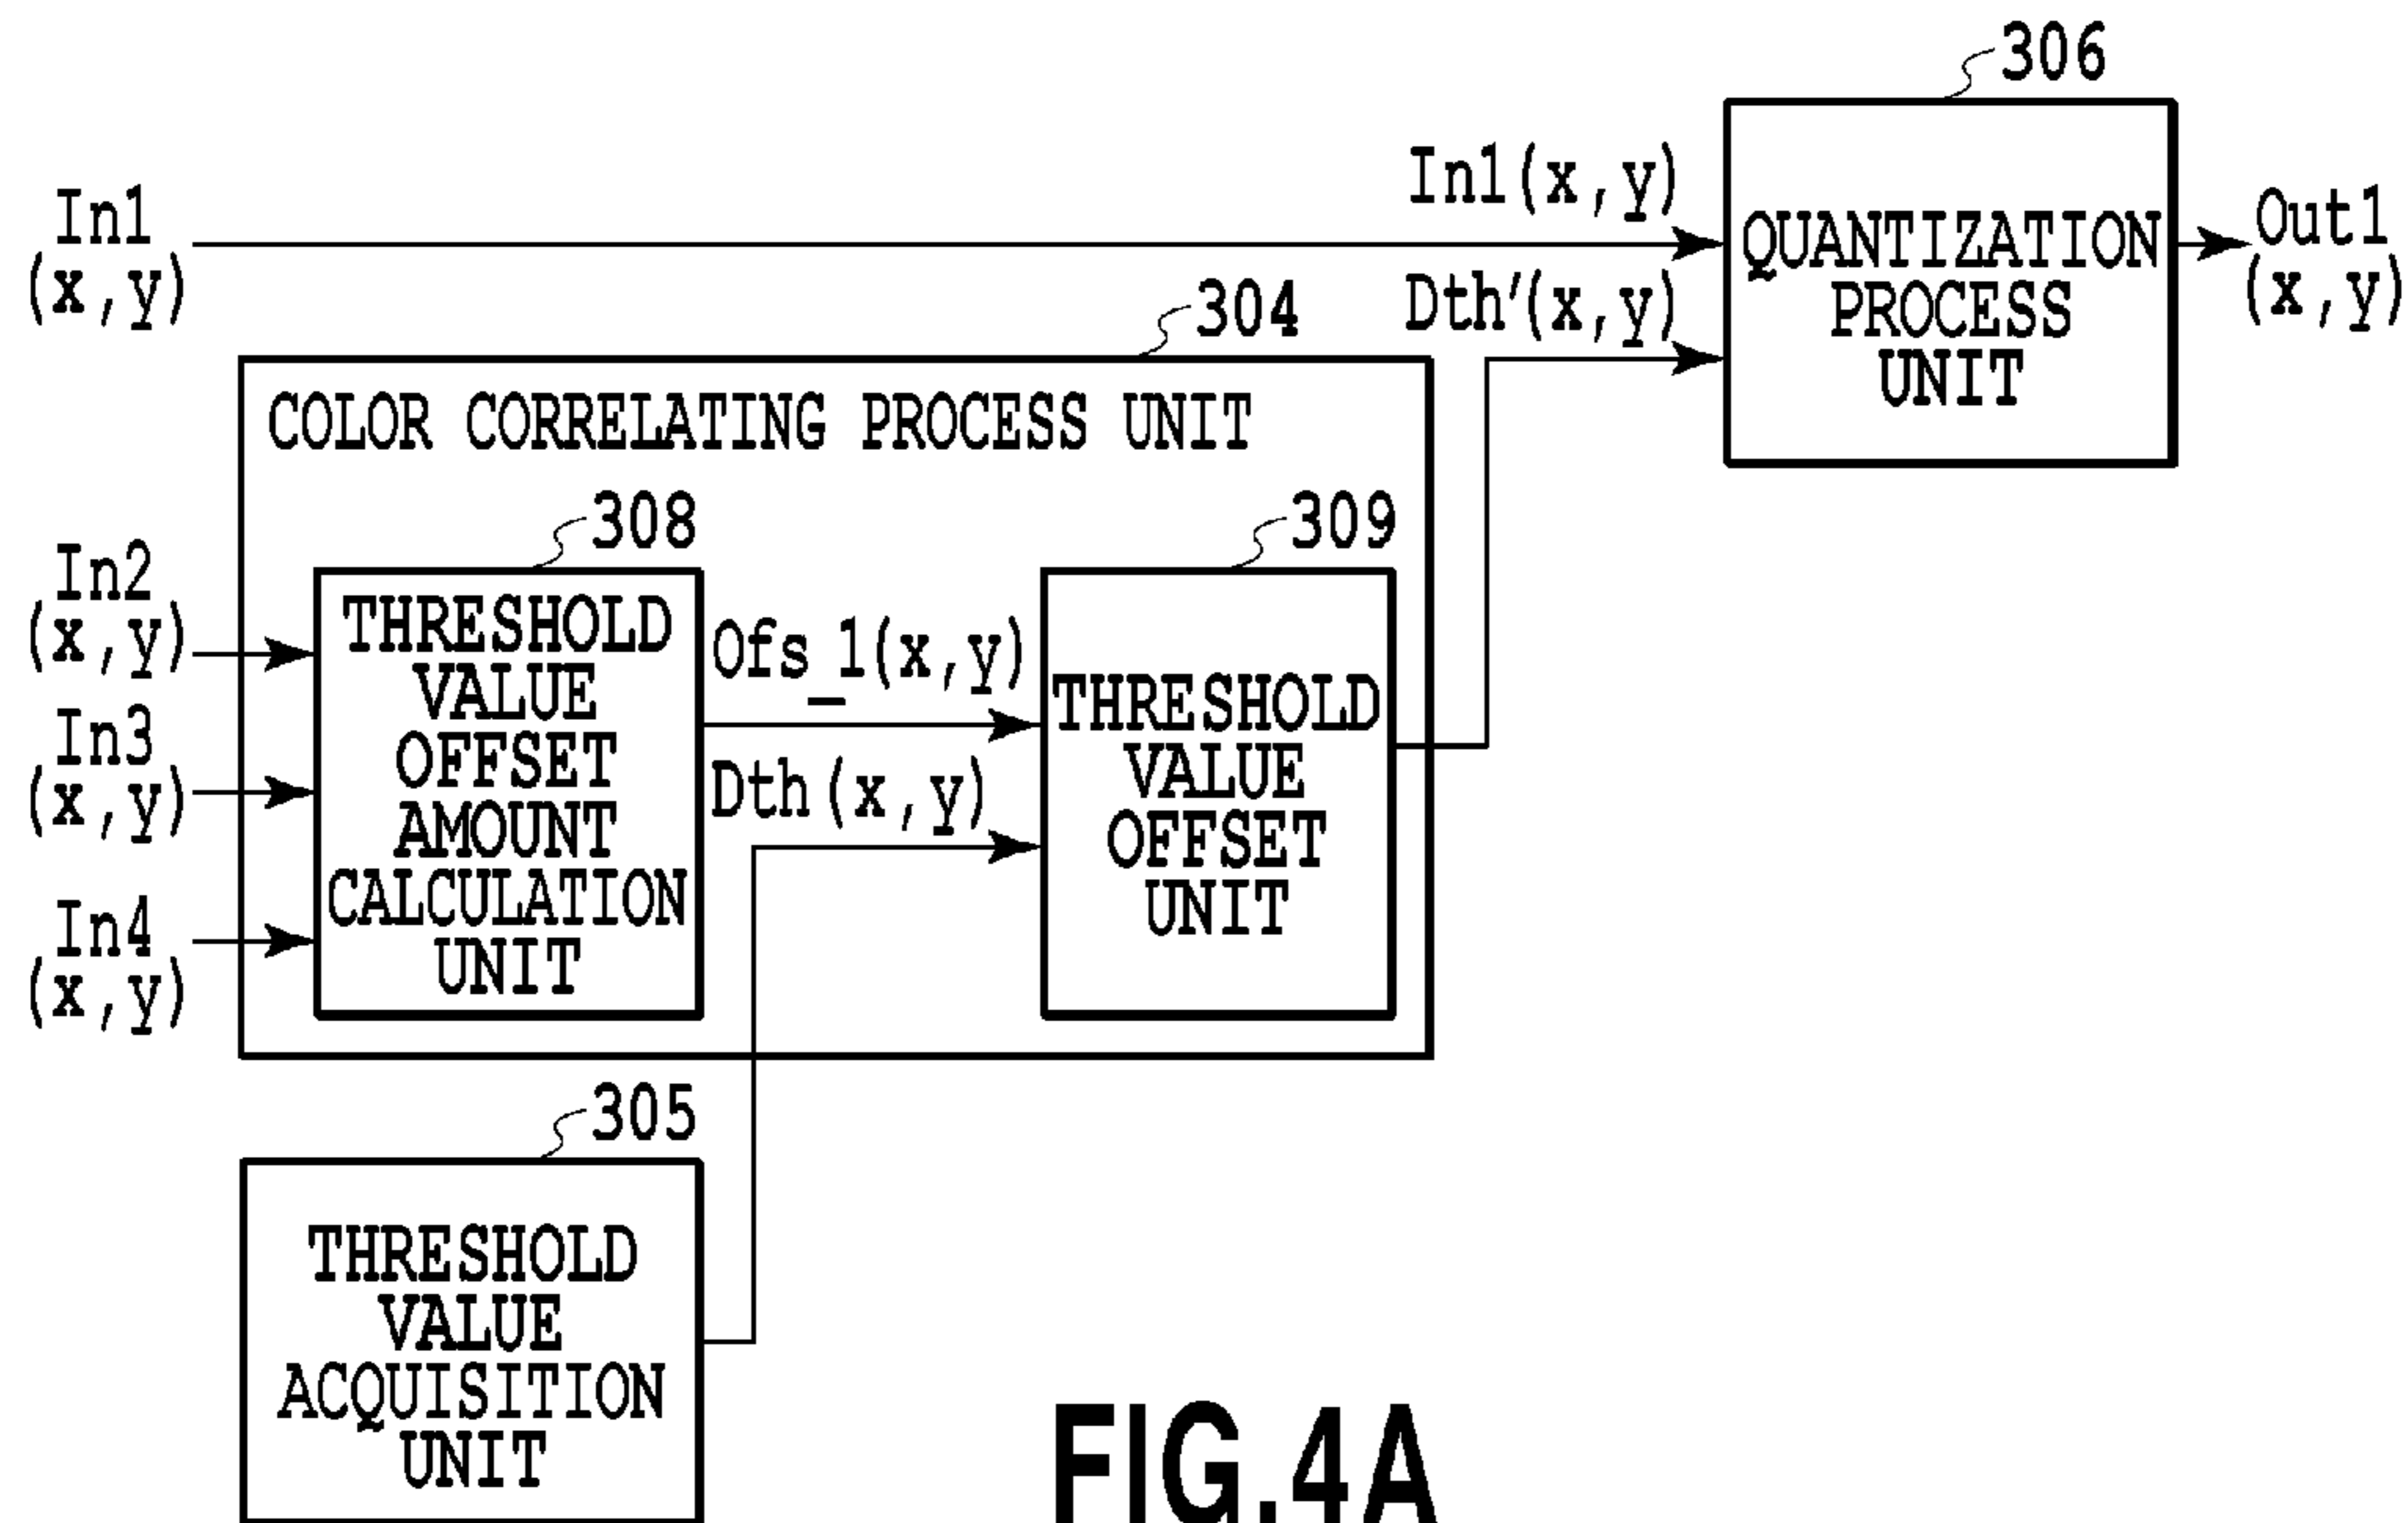 306
In1
(x,y)
In1(x,y)
Dth'(x,y)
QUANTIZATION
PROCESS
UNIT
Out1
(x,y)
304
COLOR CORRELATING PROCESS UNIT
308
309
In2
(x,y)
In3
(x,y)
In4
(x,y)
THRESHOLD
VALUE
OFFSET
AMOUNT
CALCULATION
UNIT
Ofs_1(x,y)
Dth(x,y)
THRESHOLD
VALUE
OFFSET
UNIT
305
THRESHOLD
VALUE
ACQUISITION
UNIT
FIG.4A